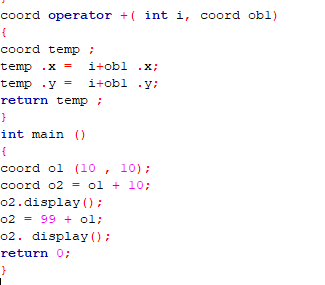 coord operator +( int i, coord ob1)
{
coord temp ;
temp .x = i+ob1 .x;
temp .y = i+ob1 .y;
return temp ;
}
int main ()
{
coord o1 (10 , 10);
coord o2 = o1 + 10;
o2.display();
o2 = 99 + o1;
o2. display();
return 0;
}